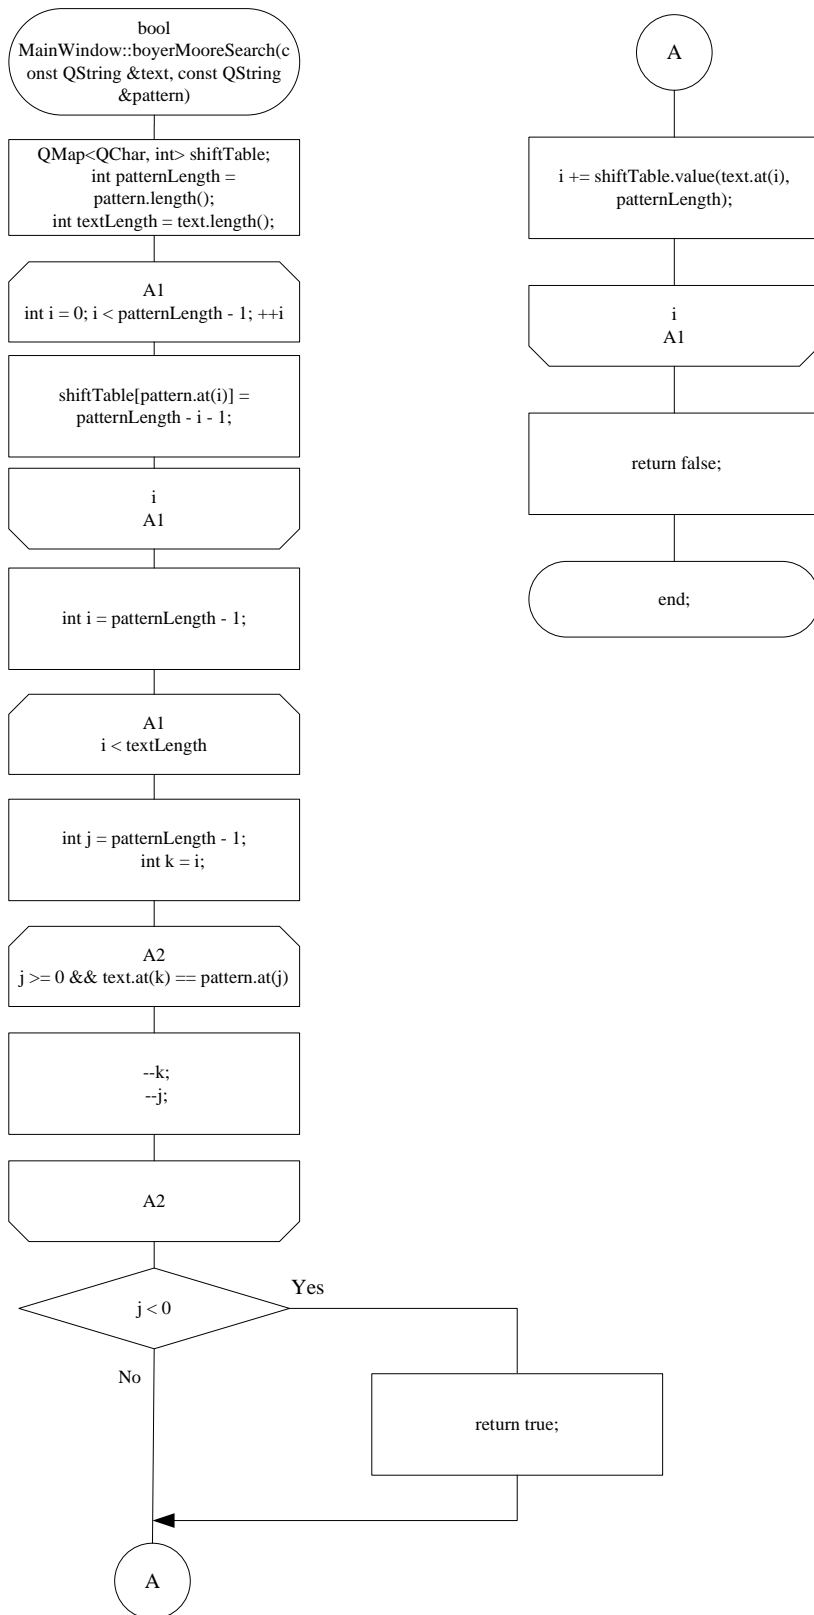 bool
MainWindow::boyerMooreSearch(c
onst QString &text, const QString
&pattern)
QMap<QChar, int> shiftTable;
int patternLength =
pattern.length();
int textLength = text.length();
A1
int i = 0; i < patternLength - 1; ++i
shiftTable[pattern.at(i)] =
patternLength - i - 1;
i
A1
int i = patternLength - 1;
A1
i < textLength
int j = patternLength - 1;
int k = i;
A2
j >= 0 && text.at(k) == pattern.at(j)
--k;
--j;
A2
j < 0
Yes
No
return true;
A
A
i += shiftTable.value(text.at(i),
patternLength);
i
A1
return false;
end;